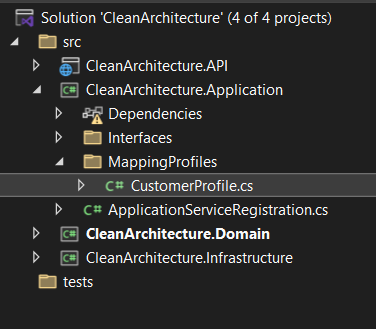 Solution 'CleanArchitecture' (4 of 4 projects)
src
CleanArchitecture.API
C# CleanArchitecture.Application
Dependencies
Interfaces
MappingProfiles
C# CustomerProfile.cs
C# ApplicationServiceRegistration.cs
C# CleanArchitecture.Domain
C# CleanArchitecture.Infrastructure
tests